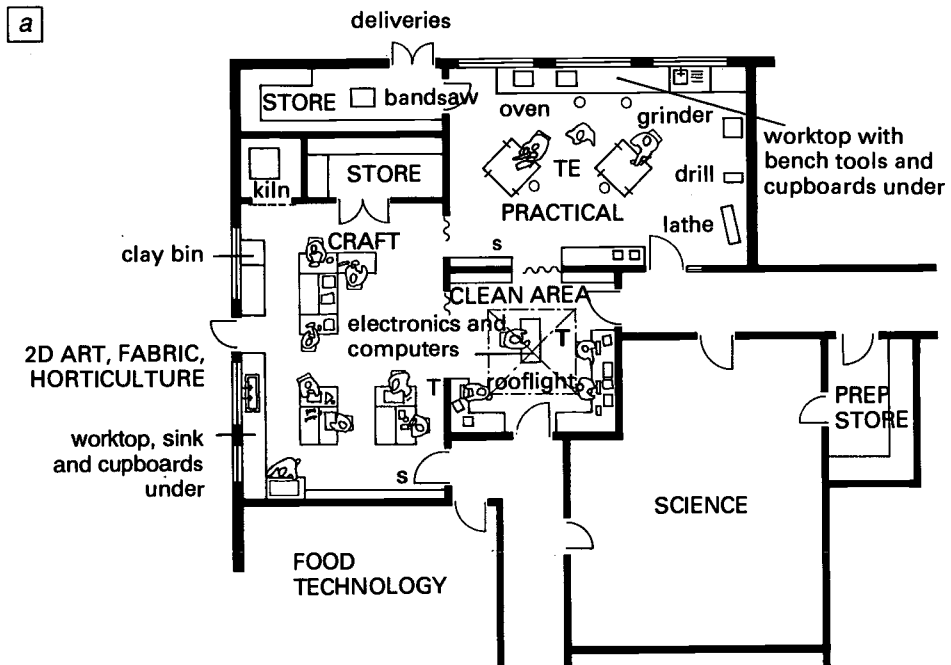 a
deliveries
STORE
bandsaw
oven
grinder
worktop with
bench tools and
cupboards under
kiln
STORE
TE
drill
PRACTICAL
lathe
clay bin
CRAFT
s
CLEAN AREA
electronics and
computers
T
2D ART, FABRIC,
HORTICULTURE
T
rooflight
PREP
STORE
worktop, sink
and cupboards
under
s
SCIENCE
FOOD
TECHNOLOGY